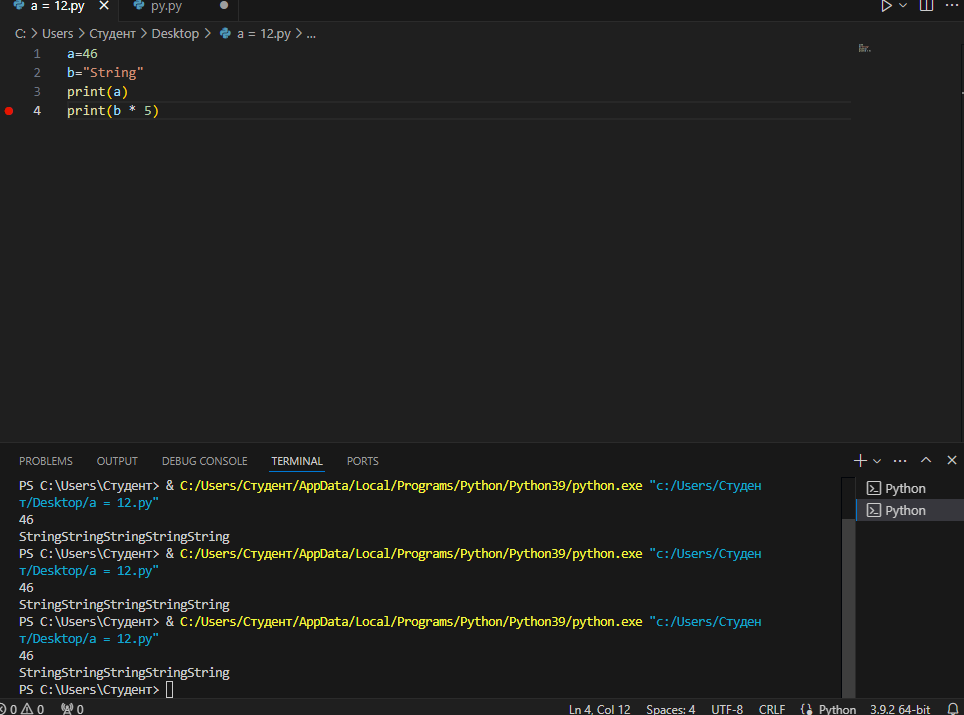 a = 12.py
py.py
C: > Users > Студент > Desktop > a = 12.py > ...
1 a=46
2 b="String"
3 print(a)
4 print(b * 5)
PROBLEMS OUTPUT DEBUG CONSOLE TERMINAL PORTS
PS C:\Users\Студент> & C:/Users/Студент/AppData/Local/Programs/Python/Python39/python.exe "c:/Users/Студен
т/Desktop/a = 12.py"
46
StringStringStringStringString
PS C:\Users\Студент> & C:/Users/Студент/AppData/Local/Programs/Python/Python39/python.exe "c:/Users/Студен
т/Desktop/a = 12.py"
46
StringStringStringStringString
PS C:\Users\Студент> & C:/Users/Студент/AppData/Local/Programs/Python/Python39/python.exe "c:/Users/Студен
т/Desktop/a = 12.py"
46
StringStringStringStringString
PS C:\Users\Студент>
Python
Python
0 0 0 Ln 4, Col 12 Spaces: 4 UTF-8 CRLF Python 3.9.2 64-bit